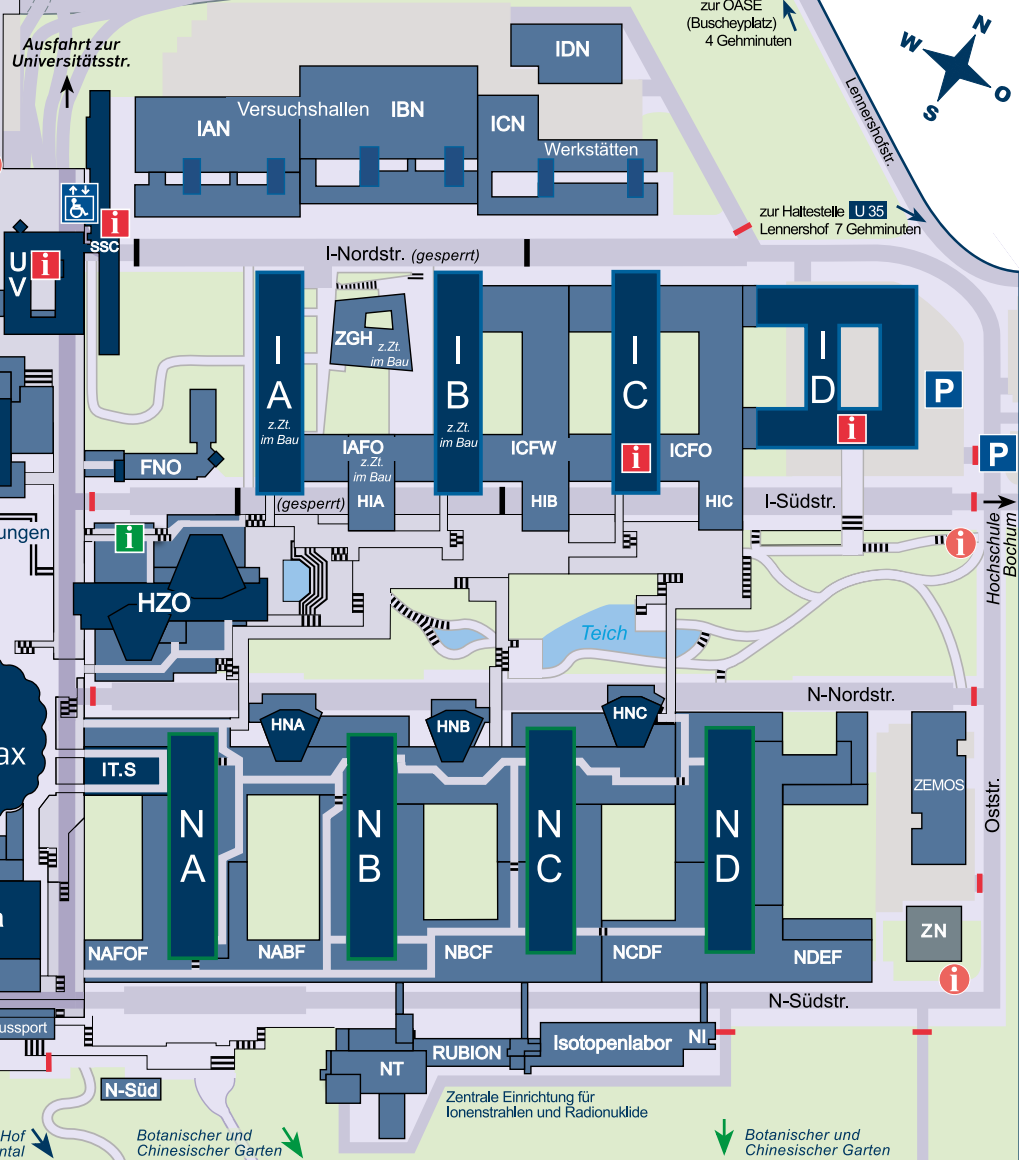 zur OASE
(Buscheyplatz)
4 Gehminuten
N
W
O
S
Ausfahrt zur
Universitätsstr.
IDN
Versuchshallen
IAN
IBN
ICN
Werkstätten
Lennershofstr.
zur Haltestelle U 35
Lennershof 7 Gehminuten
i
SSC
U
V
i
I-Nordstr. (gesperrt)
I
A
z.Zt.
im Bau
ZGH
z.Zt.
im Bau
I
B
z.Zt.
im Bau
I
C
i
I
D
i
P
P
IAFO
z.Zt.
im Bau
ICFW
ICFO
FNO
(gesperrt)
HIA
HIB
HIC
I-Südstr.
Hochschule
Bochum
i
ungen
i
HZO
Teich
N-Nordstr.
HNA
HNB
HNC
ax
IT.S
N
A
N
B
N
C
N
D
ZEMOS
Oststr.
a
NAFOF
NABF
NBCF
NCDF
NDEF
ZN
i
N-Südstr.
ussport
NT
RUBION
Isotopenlabor
NI
N-Süd
Zentrale Einrichtung für
Ionenstrahlen und Radionuklide
Hof
ntal
Botanischer und
Chinesischer Garten
Botanischer und
Chinesischer Garten